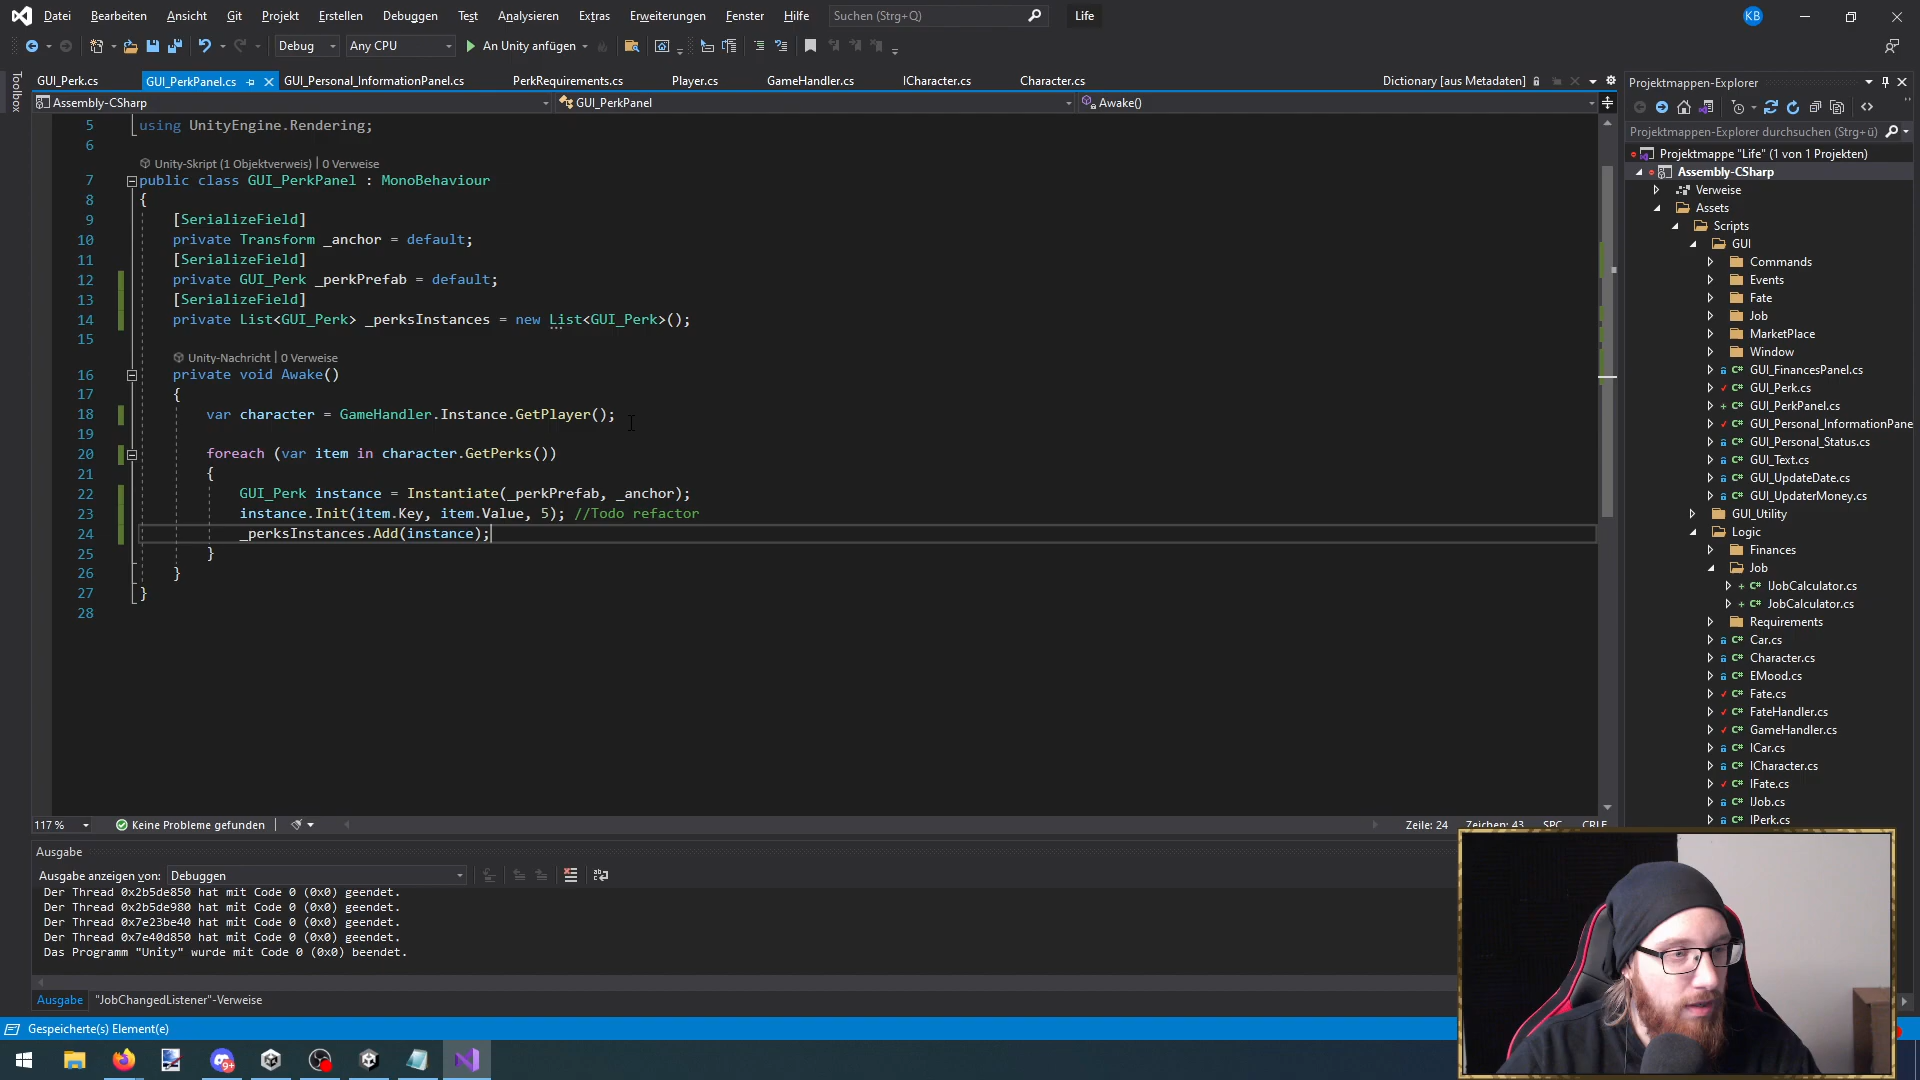 Datei Bearbeiten Ansicht Git Projekt Erstellen Debuggen Test Analysieren Extras Erweiterungen Fenster Hilfe Suchen (Strg+Q) Life KB
Debug Any CPU An Unity anfügen
Toolbox
GUI_Perk.cs GUI_PerkPanel.cs GUI_Personal_InformationPanel.cs PerkRequirements.cs Player.cs GameHandler.cs ICharacter.cs Character.cs Dictionary [aus Metadaten]
Assembly-CSharp GUI_PerkPanel Awake()
5 using UnityEngine.Rendering;
6
Unity-Skript (1 Objektverweis) | 0 Verweise
7 public class GUI_PerkPanel : MonoBehaviour
8 {
9 [SerializeField]
10 private Transform _anchor = default;
11 [SerializeField]
12 private GUI_Perk _perkPrefab = default;
13 [SerializeField]
14 private List<GUI_Perk> _perksInstances = new List<GUI_Perk>();
15
Unity-Nachricht | 0 Verweise
16 private void Awake()
17 {
18 var character = GameHandler.Instance.GetPlayer();
19
20 foreach (var item in character.GetPerks())
21 {
22 GUI_Perk instance = Instantiate(_perkPrefab, _anchor);
23 instance.Init(item.Key, item.Value, 5); //Todo refactor
24 _perksInstances.Add(instance);
25 }
26 }
27 }
28
117 % Keine Probleme gefunden Zeile: 24 Zeichen: 43 SPC CRLF
Ausgabe
Ausgabe anzeigen von: Debuggen
Der Thread 0x2b5de850 hat mit Code 0 (0x0) geendet.
Der Thread 0x2b5de980 hat mit Code 0 (0x0) geendet.
Der Thread 0x7e23be40 hat mit Code 0 (0x0) geendet.
Der Thread 0x7e40d850 hat mit Code 0 (0x0) geendet.
Das Programm "Unity" wurde mit Code 0 (0x0) beendet.
Ausgabe "JobChangedListener"-Verweise
Gespeicherte(s) Element(e)
9+
Projektmappen-Explorer
Projektmappen-Explorer durchsuchen (Strg+ü)
Projektmappe "Life" (1 von 1 Projekten)
Assembly-CSharp
Verweise
Assets
Scripts
GUI
Commands
Events
Fate
Job
MarketPlace
Window
GUI_FinancesPanel.cs
GUI_Perk.cs
GUI_PerkPanel.cs
GUI_Personal_InformationPane
GUI_Personal_Status.cs
GUI_Text.cs
GUI_UpdateDate.cs
GUI_UpdaterMoney.cs
GUI_Utility
Logic
Finances
Job
IJobCalculator.cs
JobCalculator.cs
Requirements
Car.cs
Character.cs
EMood.cs
Fate.cs
FateHandler.cs
GameHandler.cs
ICar.cs
ICharacter.cs
IFate.cs
IJob.cs
IPerk.cs